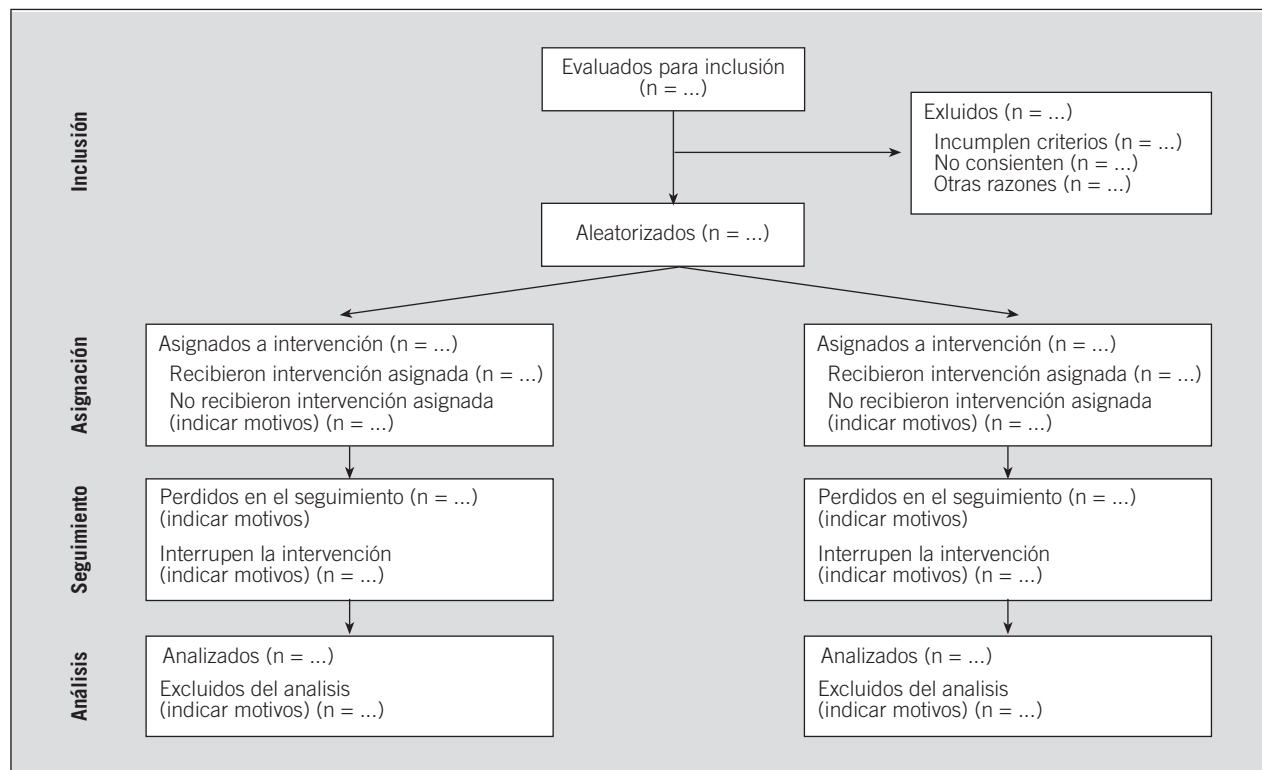 Evaluados para inclusión
(n = ...)
Exluidos (n = ...)
Incumplen criterios (n = ...)
No consienten (n = ...)
Otras razones (n = ...)
Inclusión
Aleatorizados (n = ...)
Asignación
Asignados a intervención (n = ...)
Recibieron intervención asignada (n = ...)
No recibieron intervención asignada
(indicar motivos) (n = ...)
Asignados a intervención (n = ...)
Recibieron intervención asignada (n = ...)
No recibieron intervención asignada
(indicar motivos) (n = ...)
Seguimiento
Perdidos en el seguimiento (n = ...)
(indicar motivos)
Interrupen la intervención
(indicar motivos) (n = ...)
Perdidos en el seguimiento (n = ...)
(indicar motivos)
Interrupen la intervención
(indicar motivos) (n = ...)
Análisis
Analizados (n = ...)
Excluidos del analisis
(indicar motivos) (n = ...)
Analizados (n = ...)
Excluidos del analisis
(indicar motivos) (n = ...)